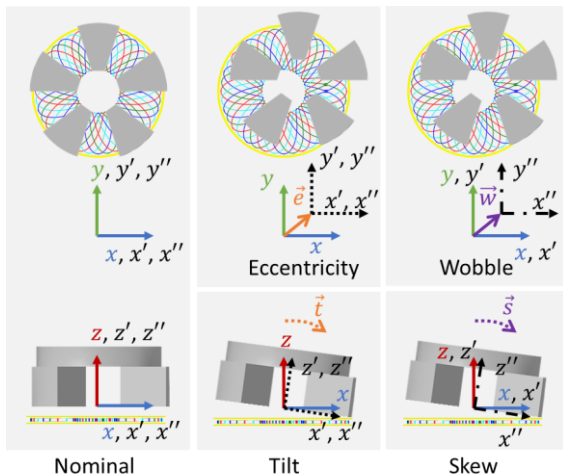 y, y′, y″
x, x′, x″
y
e⃗
y′, y″
x′, x″
x
Eccentricity
y, y′
w⃗
y″
x″
x, x′
Wobble
z, z′, z″
x, x′, x″
Nominal
t⃗
z
z′, z″
x
x′, x″
Tilt
s⃗
z, z′
z″
x, x′
x″
Skew